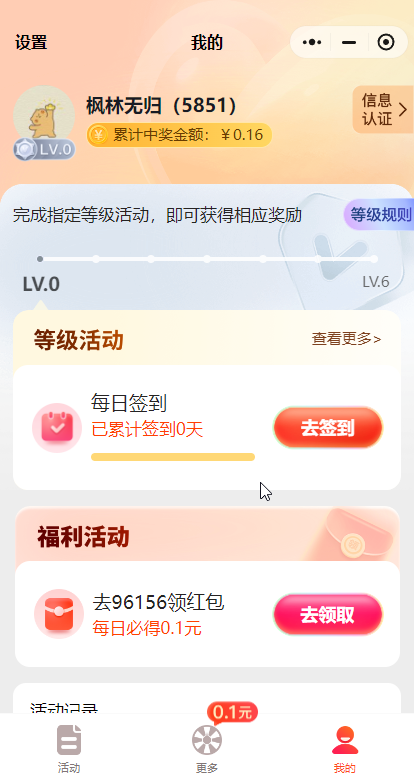 设置
我的
枫林无归（5851）
累计中奖金额：￥0.16
LV.0
信息
认证
完成指定等级活动，即可获得相应奖励
等级规则
LV.0
LV.6
等级活动
查看更多>
每日签到
已累计签到0天
去签到
福利活动
去96156领红包
每日必得0.1元
去领取
活动记录
0.1元
活动
更多
我的